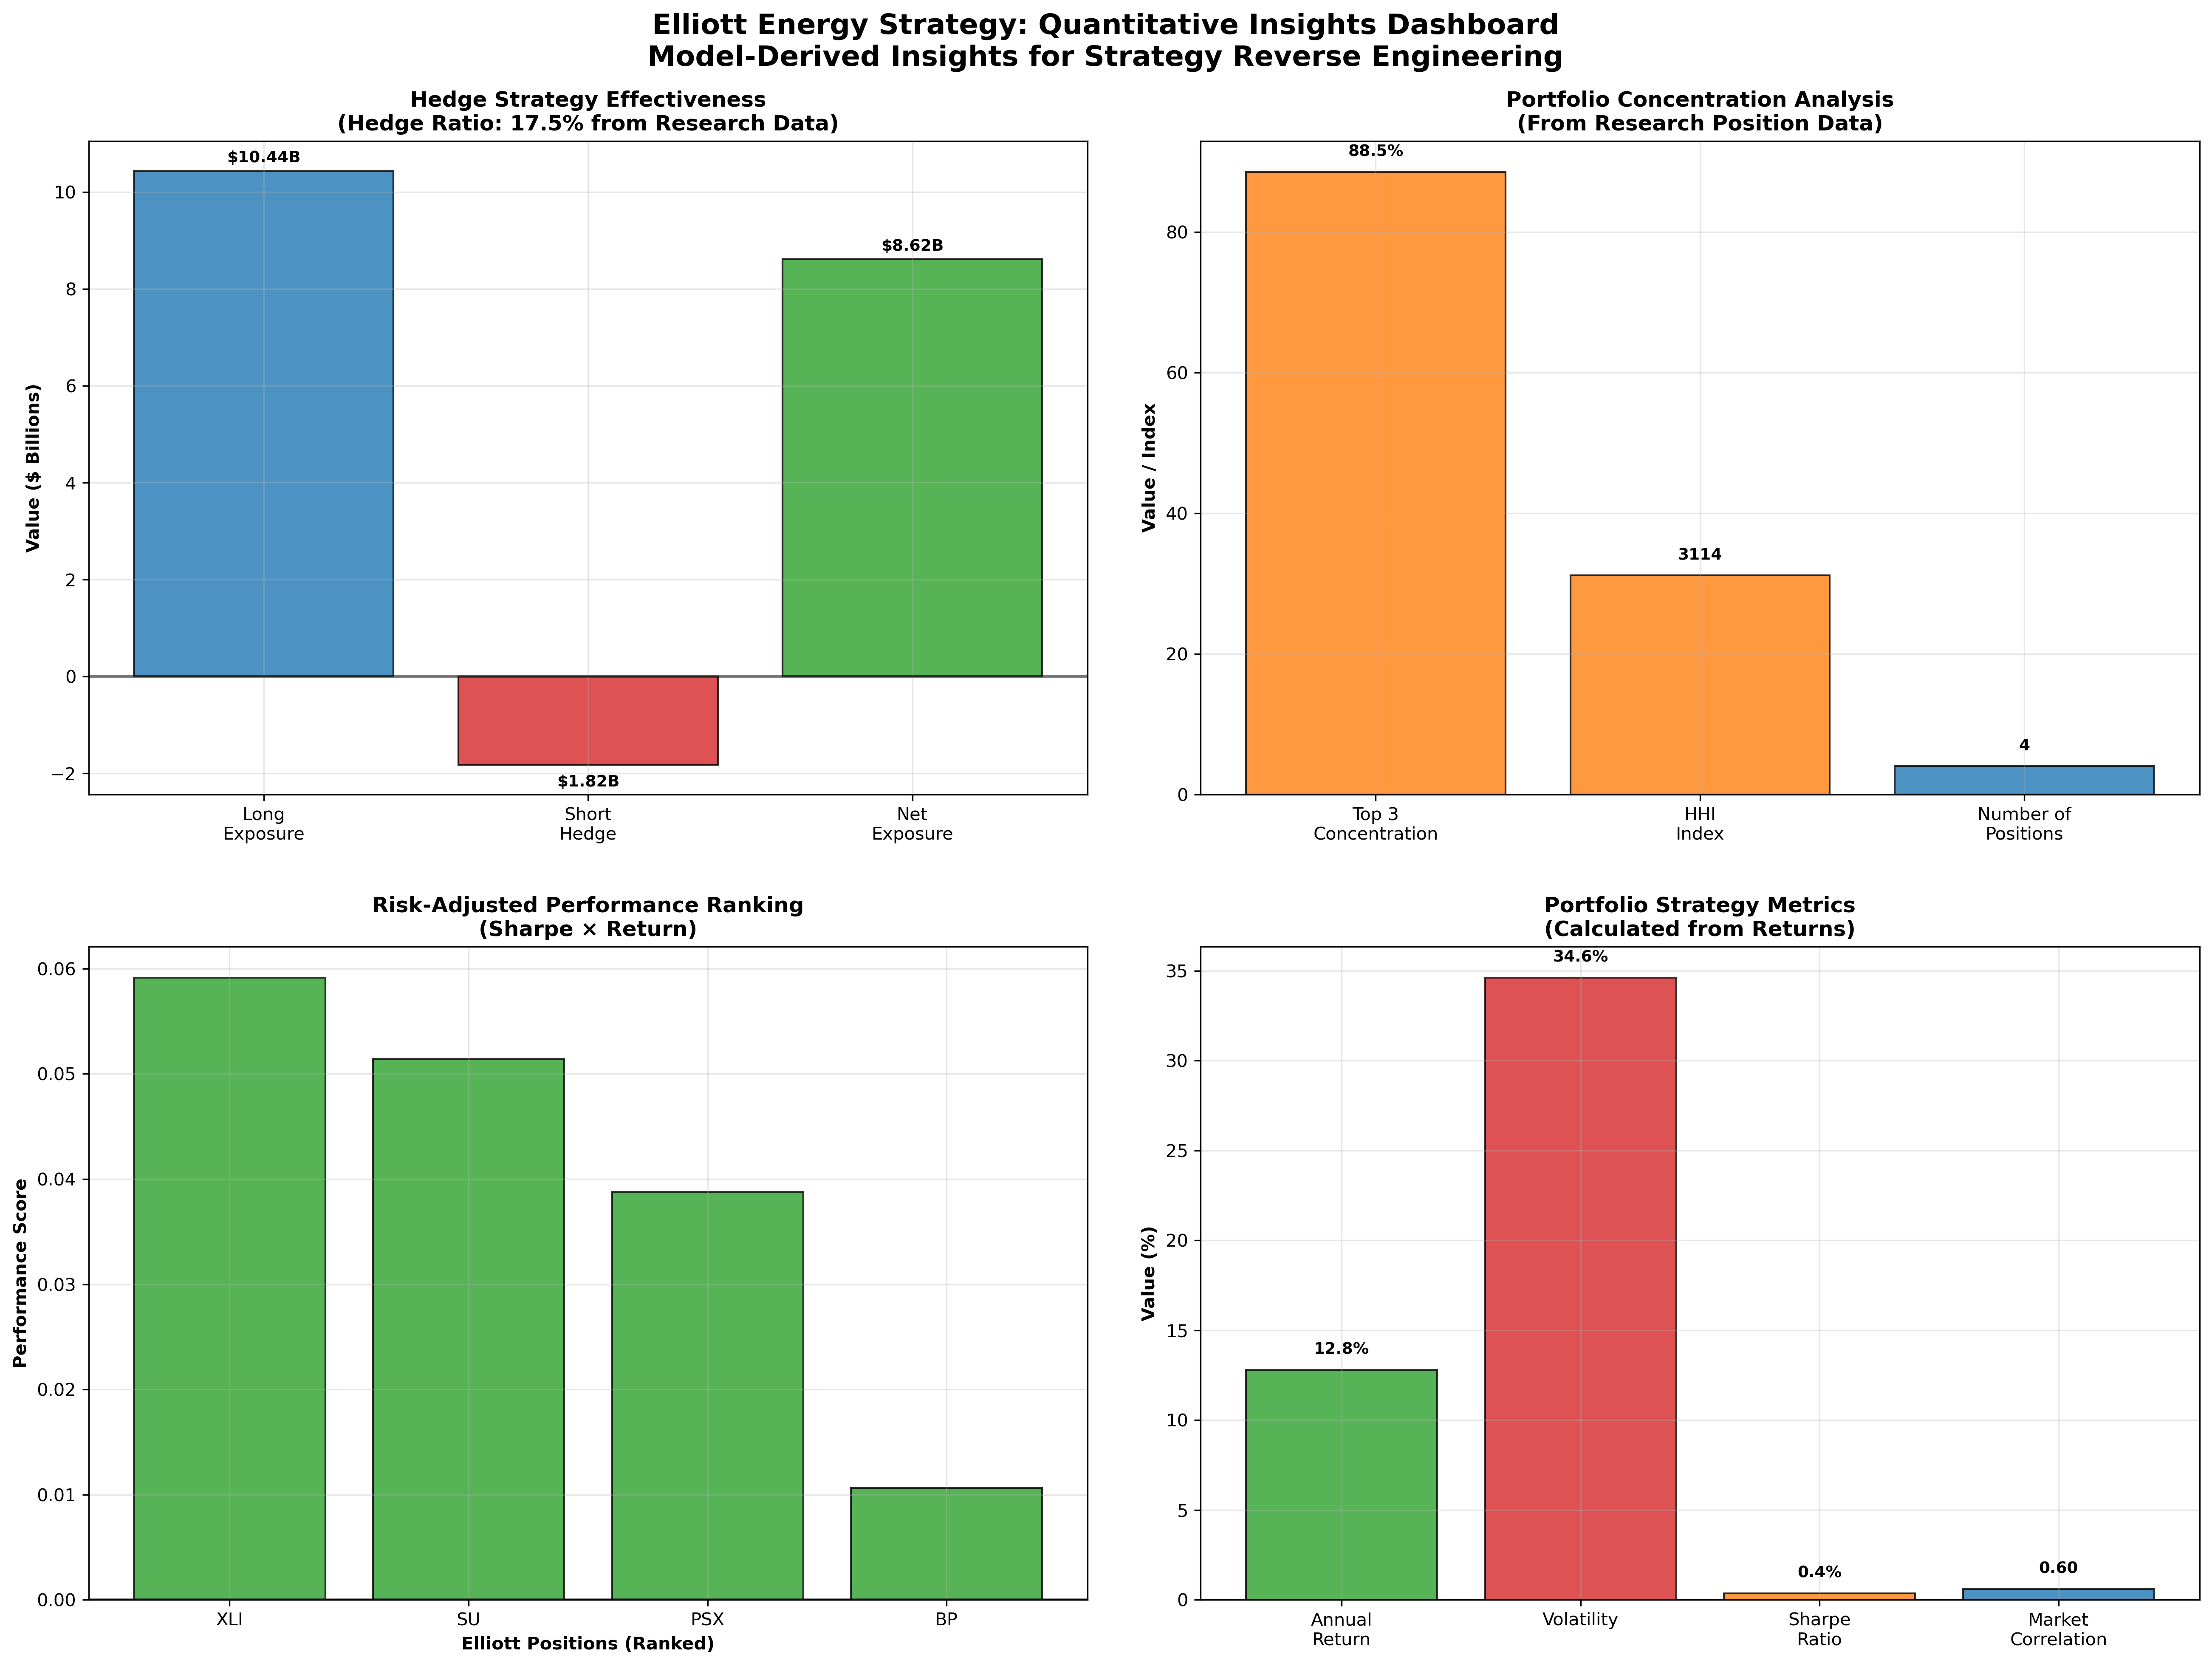 Elliott Energy Strategy: Quantitative Insights Dashboard
Model-Derived Insights for Strategy Reverse Engineering
Hedge Strategy Effectiveness
(Hedge Ratio: 17.5% from Research Data)
Value ($ Billions)
10
8
6
4
2
0
−2
$10.44B
$1.82B
$8.62B
Long
Exposure
Short
Hedge
Net
Exposure
Portfolio Concentration Analysis
(From Research Position Data)
Value / Index
80
60
40
20
0
88.5%
3114
4
Top 3
Concentration
HHI
Index
Number of
Positions
Risk-Adjusted Performance Ranking
(Sharpe × Return)
Performance Score
0.06
0.05
0.04
0.03
0.02
0.01
0.00
XLI
SU
PSX
BP
Elliott Positions (Ranked)
Portfolio Strategy Metrics
(Calculated from Returns)
Value (%)
35
30
25
20
15
10
5
0
12.8%
34.6%
0.4%
0.60
Annual
Return
Volatility
Sharpe
Ratio
Market
Correlation